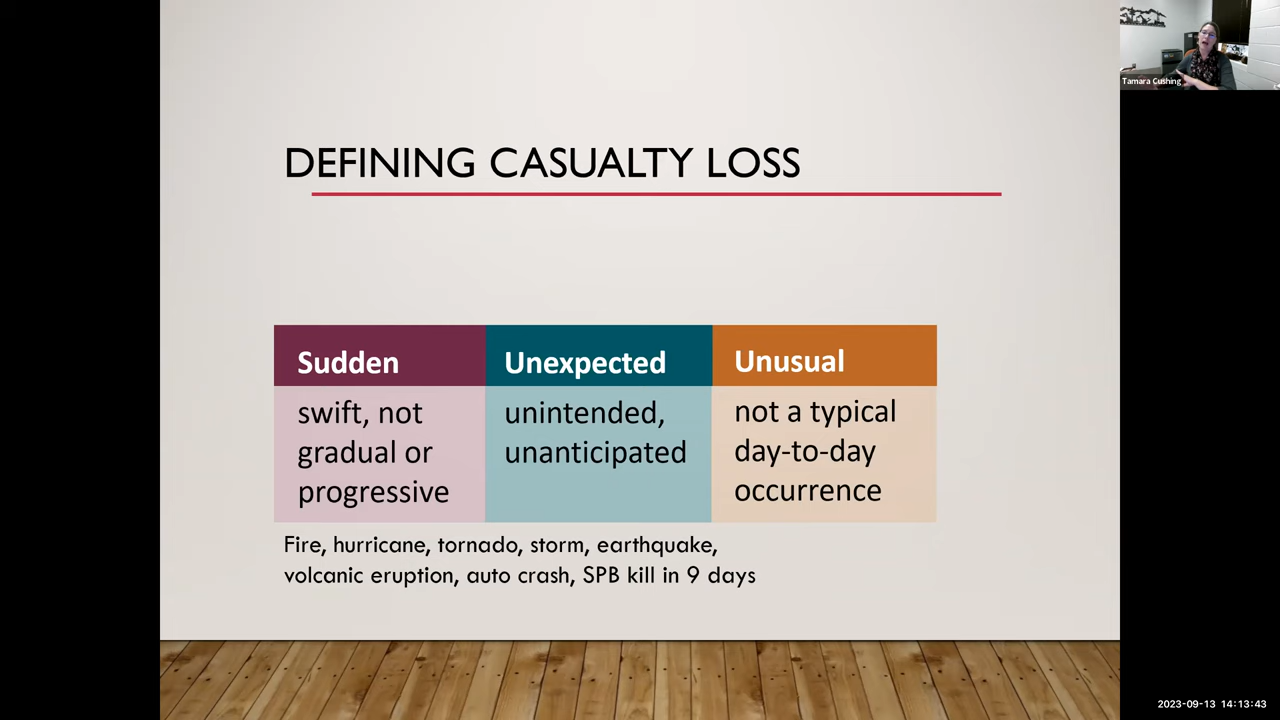 Tamara Cushing
DEFINING CASUALTY LOSS
Sudden
swift, not
gradual or
progressive
Unexpected
unintended,
unanticipated
Unusual
not a typical
day-to-day
occurrence
Fire, hurricane, tornado, storm, earthquake,
volcanic eruption, auto crash, SPB kill in 9 days
2023-09-13 14:13:43